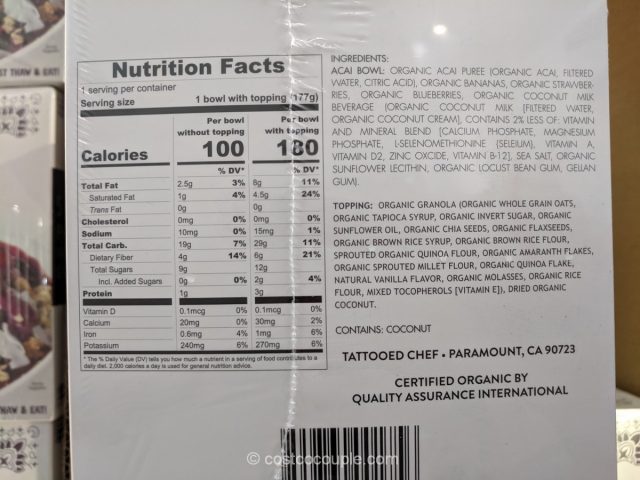 ST THAW & EAT!
THAW & EAT!
Nutrition Facts
1 serving per container
Serving size 1 bowl with topping (177g)
Per bowl without topping Per bowl with topping
Calories 100 180
% DV* % DV*
Total Fat 2.5g 3% 8g 11%
Saturated Fat 1g 4% 4.5g 24%
Trans Fat 0g 0g
Cholesterol 0mg 0% 0mg 0%
Sodium 10mg 0% 15mg 1%
Total Carb. 19g 7% 29g 11%
Dietary Fiber 4g 14% 6g 21%
Total Sugars 9g 12g
Incl. Added Sugars 0g 0% 2g 4%
Protein 1g 3g
Vitamin D 0.1mcg 0% 0.1mcg 0%
Calcium 20mg 0% 30mg 2%
Iron 0.6mg 4% 1mg 6%
Potassium 240mg 6% 270mg 6%
* The % Daily Value (DV) tells you how much a nutrient in a serving of food contributes to a
daily diet. 2,000 calories a day is used for general nutrition advice.
INGREDIENTS:
ACAI BOWL: ORGANIC ACAI PUREE (ORGANIC ACAI, FILTERED
WATER, CITRIC ACID), ORGANIC BANANAS, ORGANIC STRAWBER-
RIES, ORGANIC BLUEBERRIES, ORGANIC COCONUT MILK
BEVERAGE (ORGANIC COCONUT MILK [FILTERED WATER,
ORGANIC COCONUT CREAM], CONTAINS 2% LESS OF: VITAMIN
AND MINERAL BLEND [CALCIUM PHOSPHATE, MAGNESIUM
PHOSPHATE, L-SELENOMETHIONINE (SELEIUM), VITAMIN A,
VITAMIN D2, ZINC OXCIDE, VITAMIN B-12], SEA SALT, ORGANIC
SUNFLOWER LECITHIN, ORGANIC LOCUST BEAN GUM, GELLAN
GUM).
TOPPING: ORGANIC GRANOLA (ORGANIC WHOLE GRAIN OATS,
ORGANIC TAPIOCA SYRUP, ORGANIC INVERT SUGAR, ORGANIC
SUNFLOWER OIL, ORGANIC CHIA SEEDS, ORGANIC FLAXSEEDS,
ORGANIC BROWN RICE SYRUP, ORGANIC BROWN RICE FLOUR,
SPROUTED ORGANIC QUINOA FLOUR, ORGANIC AMARANTH FLAKES,
ORGANIC SPROUTED MILLET FLOUR, ORGANIC QUINOA FLAKE,
NATURAL VANILLA FLAVOR, ORGANIC MOLASSES, ORGANIC RICE
FLOUR, MIXED TOCOPHEROLS [VITAMIN E]), DRIED ORGANIC
COCONUT.
CONTAINS: COCONUT
TATTOOED CHEF • PARAMOUNT, CA 90723
CERTIFIED ORGANIC BY
QUALITY ASSURANCE INTERNATIONAL
© costcocouple.com